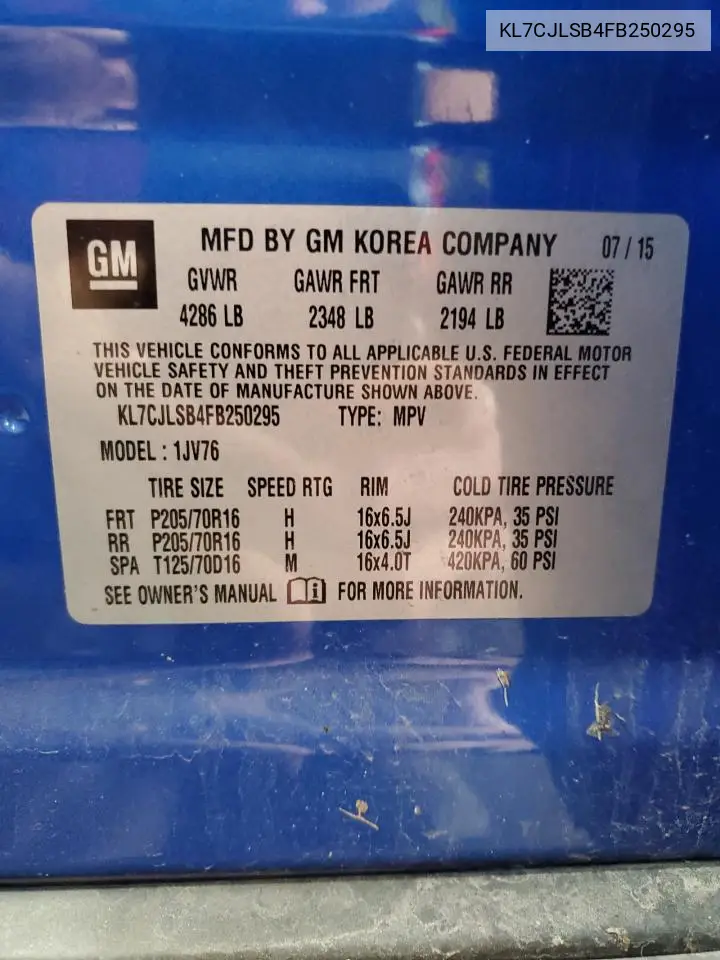 KL7CJLSB4FB250295
GM
MFD BY GM KOREA COMPANY 07/15
GVWR GAWR FRT GAWR RR
4286 LB 2348 LB 2194 LB
THIS VEHICLE CONFORMS TO ALL APPLICABLE U.S. FEDERAL MOTOR
VEHICLE SAFETY AND THEFT PREVENTION STANDARDS IN EFFECT
ON THE DATE OF MANUFACTURE SHOWN ABOVE.
KL7CJLSB4FB250295 TYPE: MPV
MODEL : 1JV76
TIRE SIZE SPEED RTG RIM COLD TIRE PRESSURE
FRT P205/70R16 H 16x6.5J 240KPA, 35 PSI
RR P205/70R16 H 16x6.5J 240KPA, 35 PSI
SPA T125/70D16 M 16x4.0T 420KPA, 60 PSI
SEE OWNER'S MANUAL i FOR MORE INFORMATION.